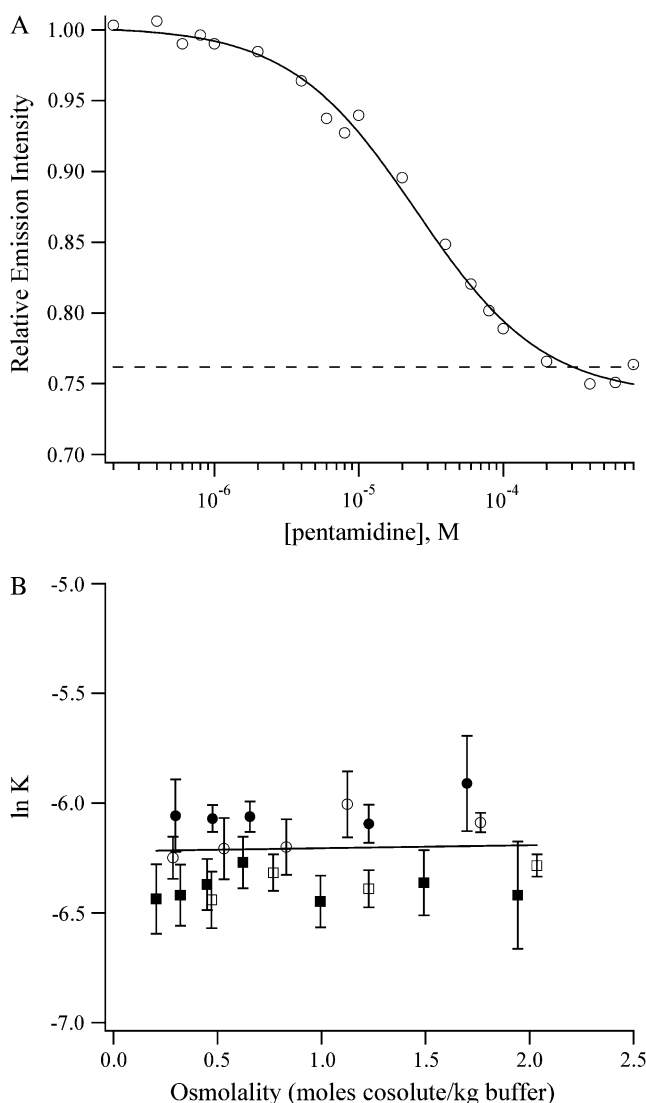 A
1.00
0.95
0.90
0.85
0.80
0.75
0.70
Relative Emission Intensity
10-6 10-5 10-4
[pentamidine], M
B
-5.0
-5.5
-6.0
-6.5
-7.0
ln K
0.0 0.5 1.0 1.5 2.0 2.5
Osmolality (moles cosolute/kg buffer)